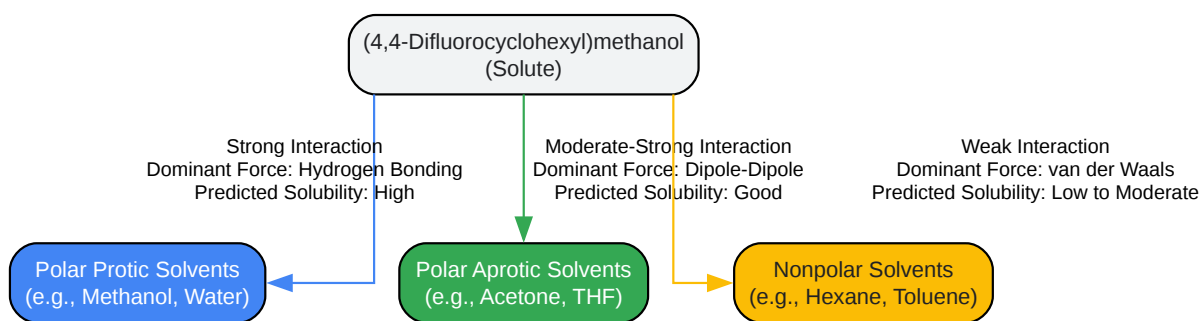 (4,4-Difluorocyclohexyl)methanol
(Solute)
Strong Interaction
Dominant Force: Hydrogen Bonding
Predicted Solubility: High
Moderate-Strong Interaction
Dominant Force: Dipole-Dipole
Predicted Solubility: Good
Weak Interaction
Dominant Force: van der Waals
Predicted Solubility: Low to Moderate
Polar Protic Solvents
(e.g., Methanol, Water)
Polar Aprotic Solvents
(e.g., Acetone, THF)
Nonpolar Solvents
(e.g., Hexane, Toluene)